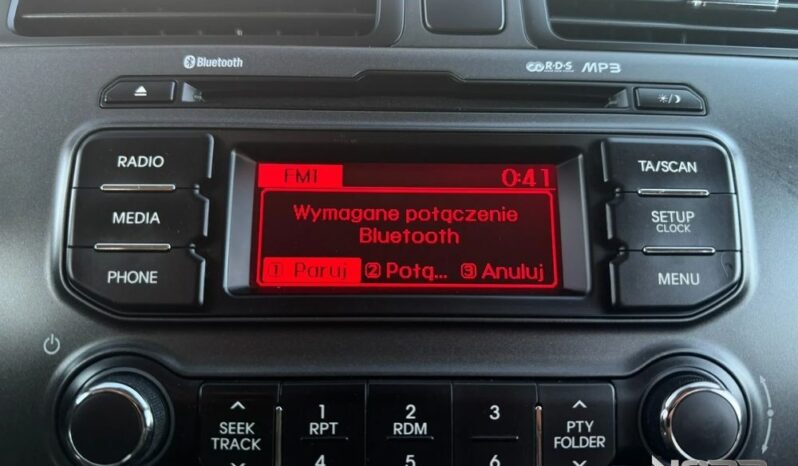 Bluetooth
R·D·S MP3
RADIO
MEDIA
PHONE
FM1 0:41
Wymagane połączenie
Bluetooth
1 Paruj 2 Połą... 3 Anuluj
TA/SCAN
SETUP
CLOCK
MENU
SEEK
TRACK
1
RPT
2
RDM
3
4
5
6
PTY
FOLDER